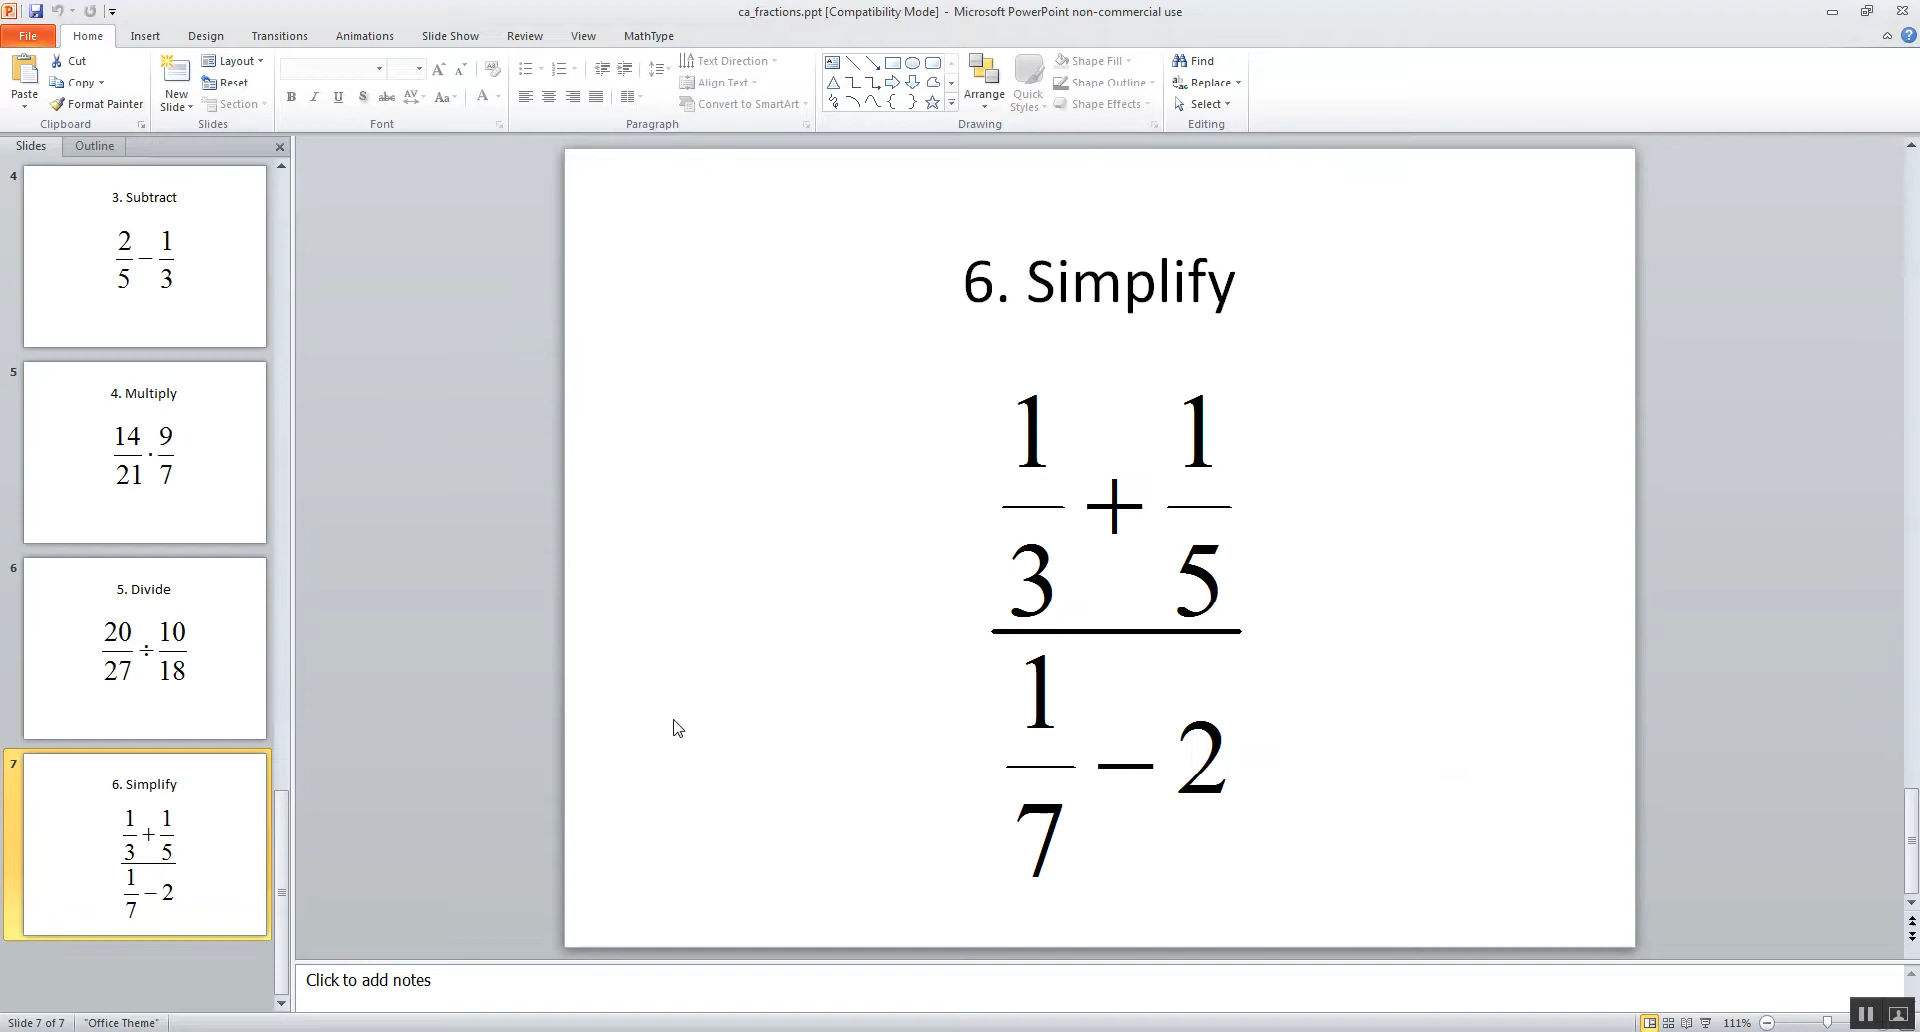 ca_fractions.ppt [Compatibility Mode] - Microsoft PowerPoint non-commercial use
File Home Insert Design Transitions Animations Slide Show Review View MathType
Paste
Cut
Copy
Format Painter
Clipboard
New
Slide
Layout
Reset
Section
Slides
B I U S abc AV Aa A
Font
Text Direction
Align Text
Convert to SmartArt
Paragraph
Arrange
Quick
Styles
Shape Fill
Shape Outline
Shape Effects
Drawing
Find
Replace
Select
Editing
Slides Outline
4
3. Subtract
2 1
–
5 3
5
4. Multiply
14 9
·
21 7
6
5. Divide
20 10
÷
27 18
7
6. Simplify
1 1
+
3 5
1
– 2
7
6. Simplify
1 1
+
3 5
1
– 2
7
Click to add notes
Slide 7 of 7 "Office Theme" 111%